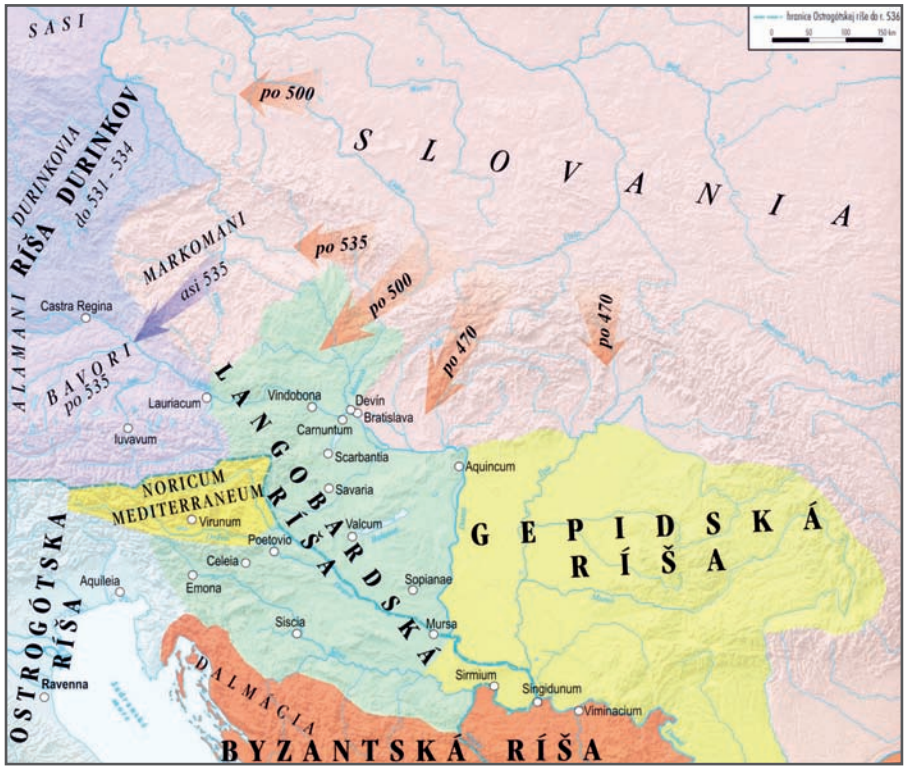 SASI
hranice Ostrogótskej ríše do r. 536
0 50 100 150 km
po 500
SLOVANIA
DURINKOVIA
RÍŠA DURINKOV
do 531 - 534
MARKOMANI
po 535
asi 535
po 500
po 470
po 470
Castra Regina
ALAMANI
BAVORI
po 535
Lauriacum
Iuvavum
LANGOBARDSKÁ
RÍŠA
Vindobona
Devín
Bratislava
Carnuntum
Scarbantia
Savaria
Aquincum
NORICUM
MEDITERRANEUM
Virunum
Valcum
Poetovio
Celeia
Emona
Sopianae
GEPIDSKÁ
RÍŠA
OSTROGÓTSKA
RÍŠA
Aquileia
Siscia
Mursa
Sirmium
Singidunum
Viminacium
Ravenna
Jadranské
more
DALMÁCIA
BYZANTSKÁ RÍŠA